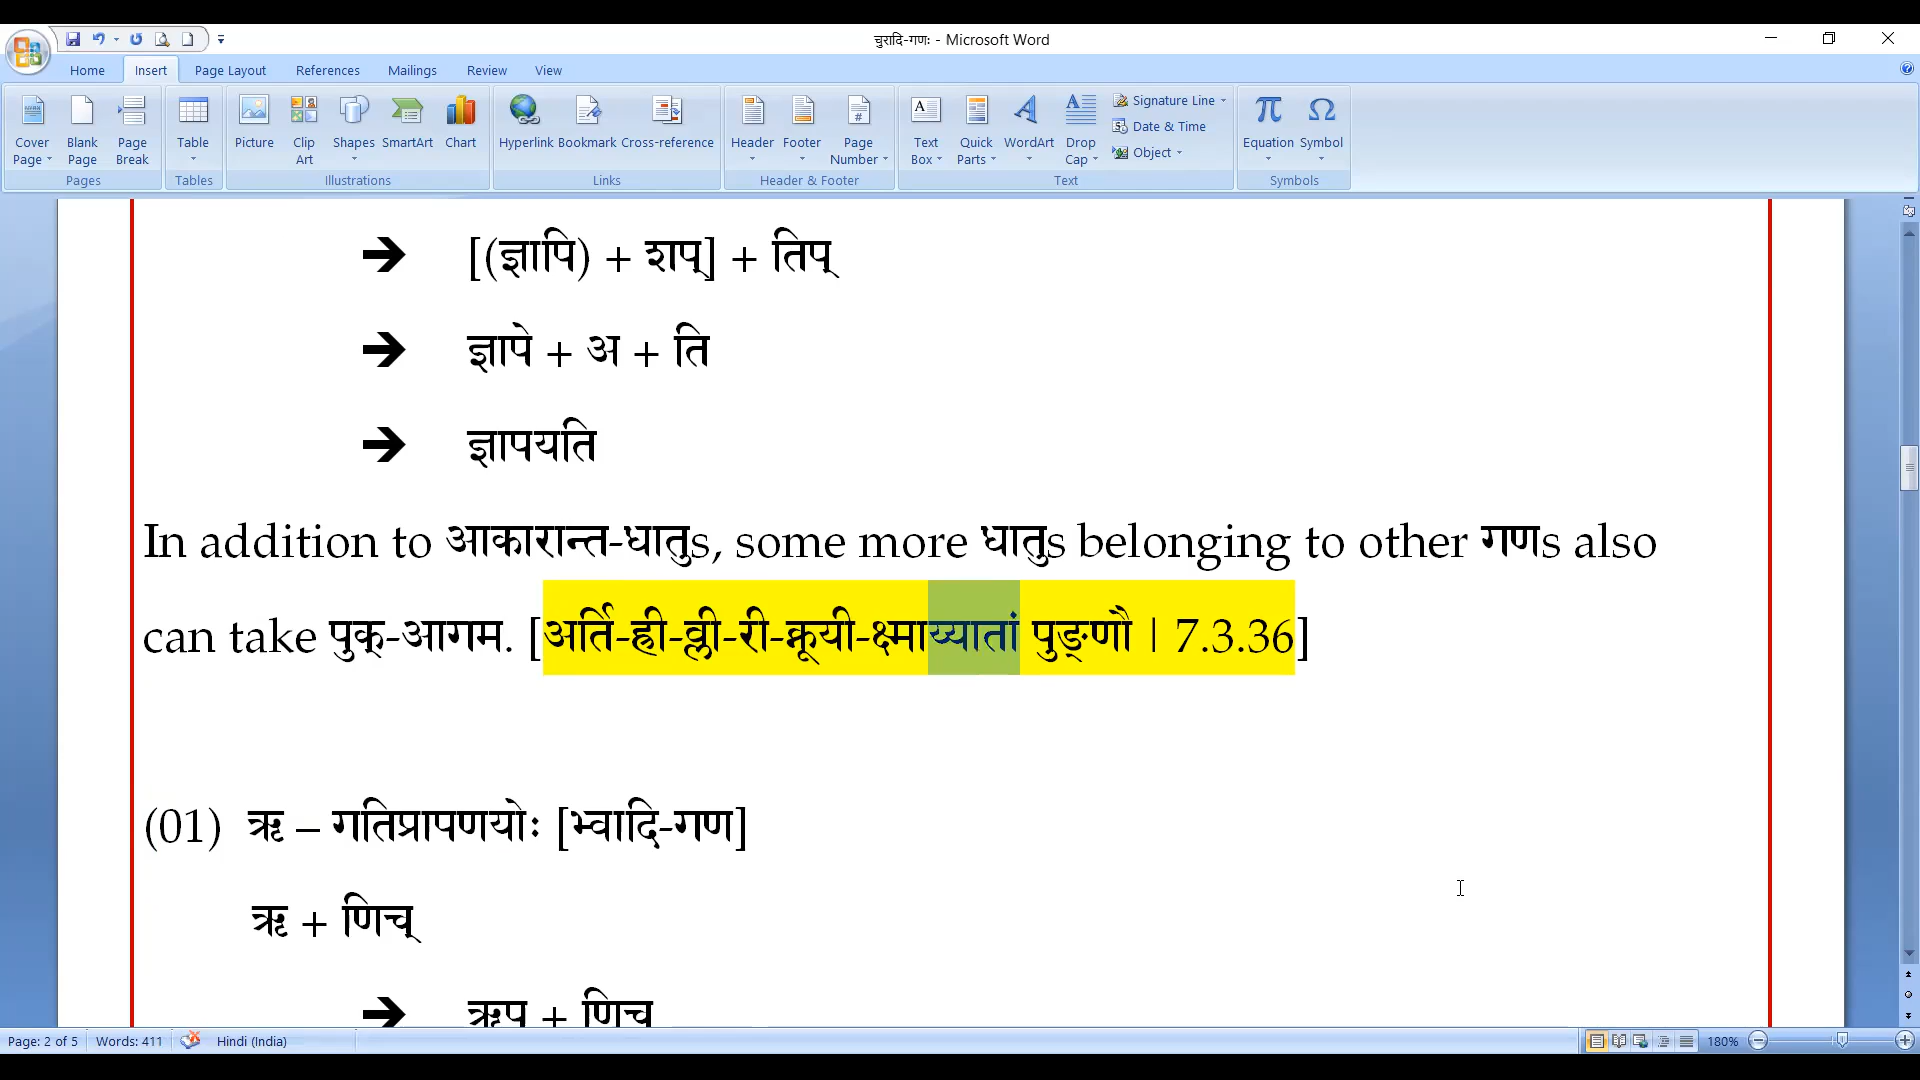 चुरादि-गणः - Microsoft Word
Home Insert Page Layout References Mailings Review View
Cover Page Blank Page Page Break Table Picture Clip Art Shapes SmartArt Chart Hyperlink Bookmark Cross-reference Header Footer Page Number Text Box Quick Parts WordArt Drop Cap Signature Line Date & Time Object Equation Symbol
Pages Tables Illustrations Links Header & Footer Text Symbols
➔ [(ज्ञापि) + शप्] + तिप्
➔ ज्ञापे + अ + ति
➔ ज्ञापयति
In addition to आकारान्त-धातुs, some more धातुs belonging to other गणs also
can take पुक्-आगम. [अर्ति-ह्री-व्ली-री-क्नूयी-क्ष्माय्यातां पुङ्णौ | 7.3.36]
(01) ऋ – गतिप्रापणयोः [भ्वादि-गण]
ऋ + णिच्
➔ ऋप् + णिच्
Page: 2 of 5 Words: 411 Hindi (India) 180%